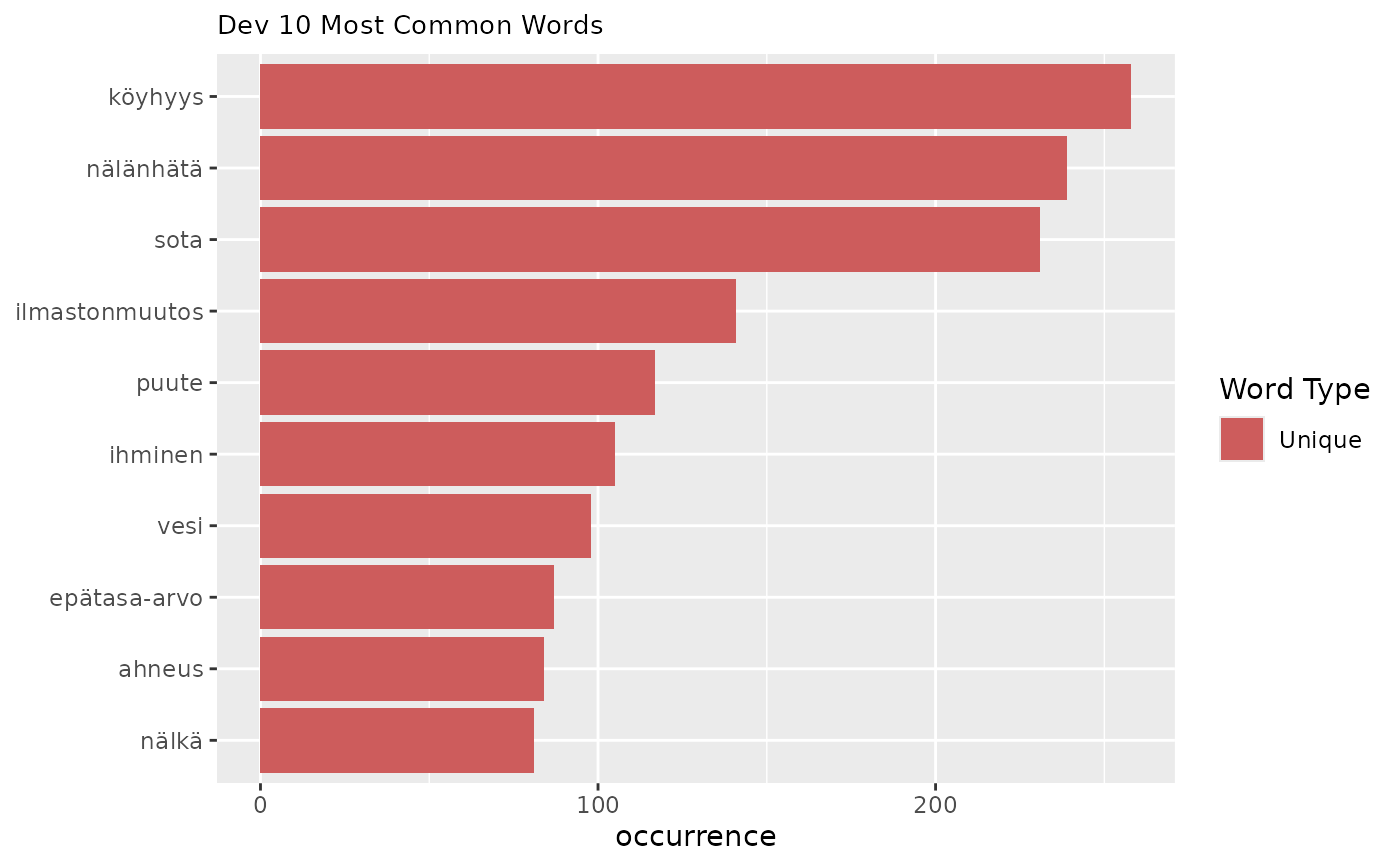 Dev 10 Most Common Words
köyhyys
nälänhätä
sota
ilmastonmuutos
puute
ihminen
vesi
epätasa-arvo
ahneus
nälkä
0 100 200
occurrence
Word Type
Unique